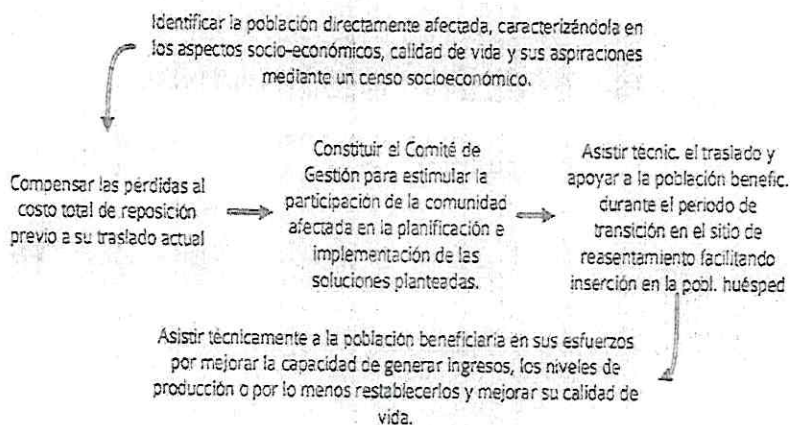 Identificar la población directamente afectada, caracterizándola en
los aspectos socio-económicos, calidad de vida y sus aspiraciones
mediante un censo socioeconómico.
Compensar las pérdidas al
costo total de reposición
previo a su traslado actual
Constituir el Comité de
Gestión para estimular la
participación de la comunidad
afectada en la planificación e
implementación de las
soluciones planteadas.
Asistir técnic. el traslado y
apoyar a la población benefic.
durante el periodo de
transición en el sitio de
reasentamiento facilitando
inserción en la pobl. huésped
Asistir técnicamente a la población beneficiaria en sus esfuerzos
por mejorar la capacidad de generar ingresos, los niveles de
producción o por lo menos restablecerlos y mejorar su calidad de
vida.